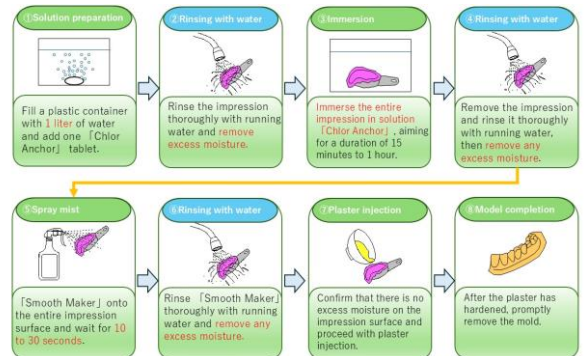 ①Solution preparation
Fill a plastic container
with 1 liter of water
and add one 「Chlor
Anchor」 tablet.
②Rinsing with water
Rinse the impression
thoroughly with running
water and remove
excess moisture.
③Immersion
Immerse the entire
impression in solution
「Chlor Anchor」, aiming
for a duration of 15
minutes to 1 hour.
④Rinsing with water
Remove the impression
and rinse it thoroughly
with running water,
then remove any
excess moisture.
⑤Spray mist
「Smooth Maker」 onto
the entire impression
surface and wait for 10
to 30 seconds.
⑥Rinsing with water
Rinse 「Smooth Maker」
thoroughly with running
water and remove any
excess moisture.
⑦Plaster injection
Confirm that there is no
excess moisture on the
impression surface and
proceed with plaster
injection.
⑧Model completion
After the plaster has
hardened, promptly
remove the mold.